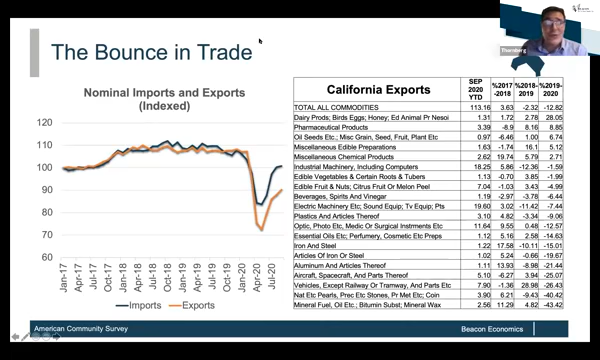 Thornberg
The Bounce in Trade
Nominal Imports and Exports
(Indexed)
120
110
100
90
80
70
60
Jan-17
Apr-17
Jul-17
Oct-17
Jan-18
Apr-18
Jul-18
Oct-18
Jan-19
Apr-19
Jul-19
Oct-19
Jan-20
Apr-20
Jul-20
Imports Exports
California Exports SEP 2020 YTD %2017-2018 %2018-2019 %2019-2020
TOTAL ALL COMMODITIES 113.16 3.63 -2.32 -12.82
Dairy Prods; Birds Eggs; Honey; Ed Animal Pr Nesoi 1.31 1.72 2.78 28.05
Pharmaceutical Products 3.39 -8.9 8.16 8.85
Oil Seeds Etc.; Misc Grain, Seed, Fruit, Plant Etc 0.97 -6.46 1.00 6.74
Miscellaneous Edible Preparations 1.63 -1.74 16.1 5.12
Miscellaneous Chemical Products 2.62 19.74 5.79 2.71
Industrial Machinery, Including Computers 18.25 5.86 -12.36 -1.59
Edible Vegetables & Certain Roots & Tubers 1.13 -0.70 3.85 -1.99
Edible Fruit & Nuts; Citrus Fruit Or Melon Peel 7.04 -1.03 3.43 -4.99
Beverages, Spirits And Vinegar 1.19 -2.97 -3.78 -6.44
Electric Machinery Etc; Sound Equip; Tv Equip; Pts 19.60 3.02 -11.42 -7.44
Plastics And Articles Thereof 3.10 4.82 -3.34 -9.06
Optic, Photo Etc, Medic Or Surgical Instrments Etc 11.64 9.55 0.48 -12.57
Essential Oils Etc; Perfumery, Cosmetic Etc Preps 1.12 5.16 2.58 -14.63
Iron And Steel 1.22 17.58 -10.11 -15.01
Articles Of Iron Or Steel 1.02 5.24 -0.66 -19.67
Aluminum And Articles Thereof 1.11 13.93 -8.98 -21.44
Aircraft, Spacecraft, And Parts Thereof 5.10 -6.27 3.94 -25.07
Vehicles, Except Railway Or Tramway, And Parts Etc 7.90 -1.36 28.98 -26.43
Nat Etc Pearls, Prec Etc Stones, Pr Met Etc; Coin 3.90 6.21 -9.43 -40.42
Mineral Fuel, Oil Etc.; Bitumin Subst; Mineral Wax 2.56 11.29 4.82 -43.42
American Community Survey
Beacon Economics